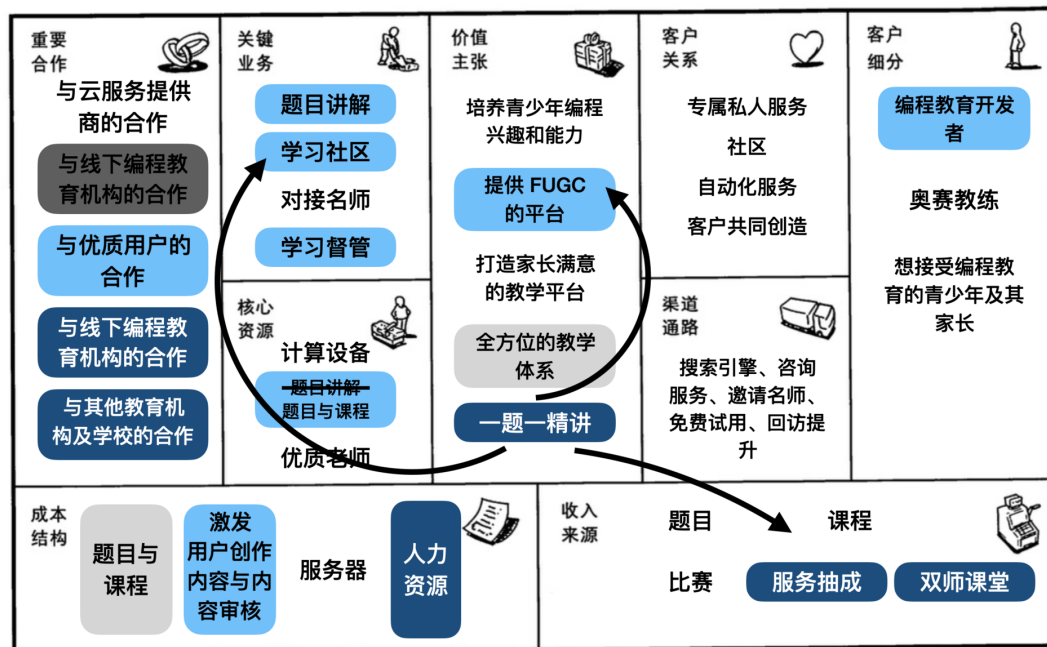 重要
合作
与云服务提供
商的合作
与线下编程教
育机构的合作
与优质用户的
合作
与线下编程教
育机构的合作
与其他教育机
构及学校的合作
关键
业务
题目讲解
学习社区
对接名师
学习督管
核心
资源
计算设备
题目讲解
题目与课程
优质老师
价值
主张
培养青少年编程
兴趣和能力
提供 FUGC
的平台
打造家长满意
的教学平台
全方位的教学
体系
一题一精讲
客户
关系
专属私人服务
社区
自动化服务
客户共同创造
渠道
通路
搜索引擎、咨询
服务、邀请名师、
免费试用、回访提
升
客户
细分
编程教育开发
者
奥赛教练
想接受编程教
育的青少年及其
家长
成本
结构
题目与
课程
激发
用户创作
内容与内
容审核
服务器
人力
资源
收入
来源
题目
课程
比赛
服务抽成
双师课堂